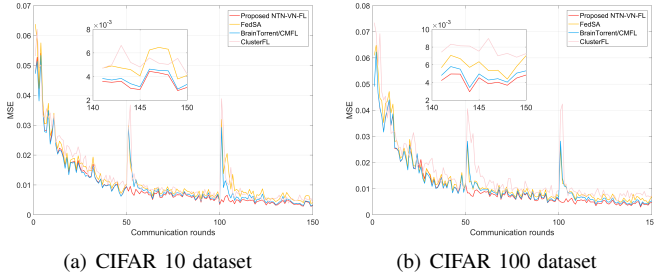 0.07
0.06
0.05
0.04
0.03
0.02
0.01
0
MSE
0 50 100 150
Communication rounds
Proposed NTN-VN-FL
FedSA
BrainTorrent/CMFL
ClusterFL
8 ×10⁻³
6
4
2
140 145 150
(a) CIFAR 10 dataset
0.08
0.07
0.06
0.05
0.04
0.03
0.02
0.01
0
MSE
0 50 100 150
Communication rounds
Proposed NTN-VN-FL
FedSA
BrainTorrent/CMFL
ClusterFL
10 ×10⁻³
8
6
4
2
140 145 150
(b) CIFAR 100 dataset